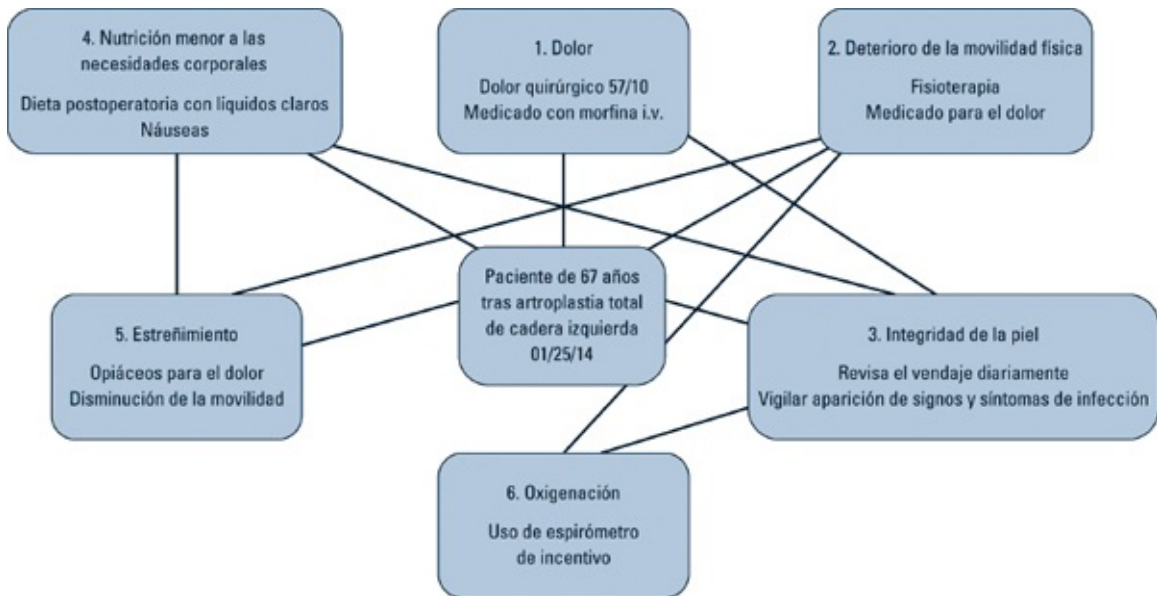 4. Nutrición menor a las
necesidades corporales
Dieta postoperatoria con líquidos claros
Náuseas
1. Dolor
Dolor quirúrgico 57/10
Medicado con morfina i.v.
2. Deterioro de la movilidad física
Fisioterapia
Medicado para el dolor
Paciente de 67 años
tras artroplastia total
de cadera izquierda
01/25/14
5. Estreñimiento
Opiáceos para el dolor
Disminución de la movilidad
3. Integridad de la piel
Revisa el vendaje diariamente
Vigilar aparición de signos y síntomas de infección
6. Oxigenación
Uso de espirómetro
de incentivo